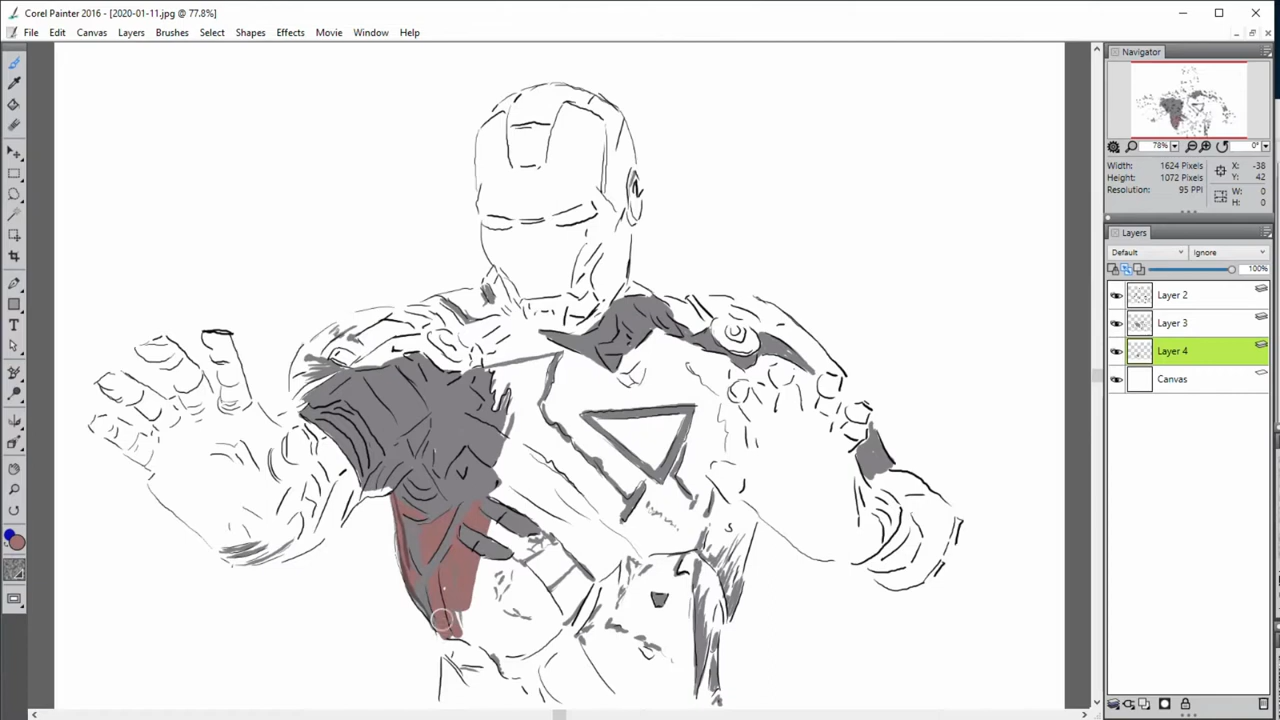 Corel Painter 2016 - [2020-01-11.jpg @ 77.8%]
File Edit Canvas Layers Brushes Select Shapes Effects Movie Window Help
Navigator
78% 0°
Width: 1624 Pixels X: -38
Height: 1072 Pixels Y: 42
Resolution: 95 PPI W: 0
H: 0
Layers
Default Ignore
100%
Layer 2
Layer 3
Layer 4
Canvas